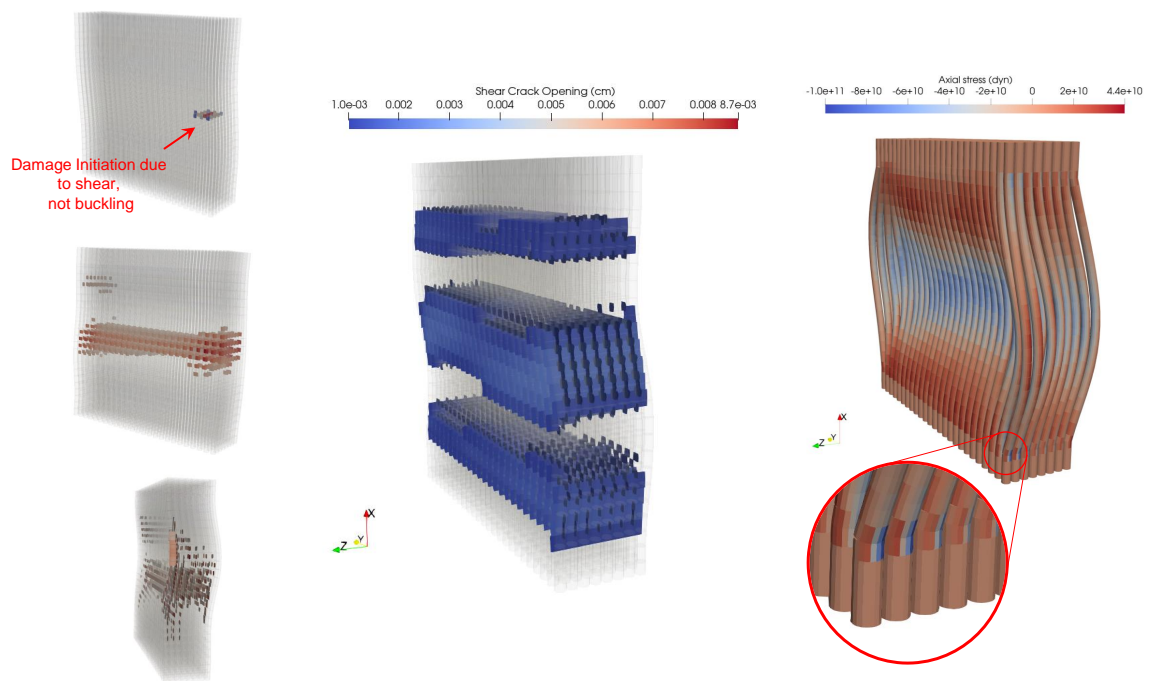 Damage Initiation due
to shear,
not buckling
Shear Crack Opening (cm)
1.0e-03 0.002 0.003 0.004 0.005 0.006 0.007 0.008 8.7e-03
X
Y
Z
Axial stress (dyn)
-1.0e+11 -8e+10 -6e+10 -4e+10 -2e+10 0 2e+10 4.4e+10
X
Y
Z